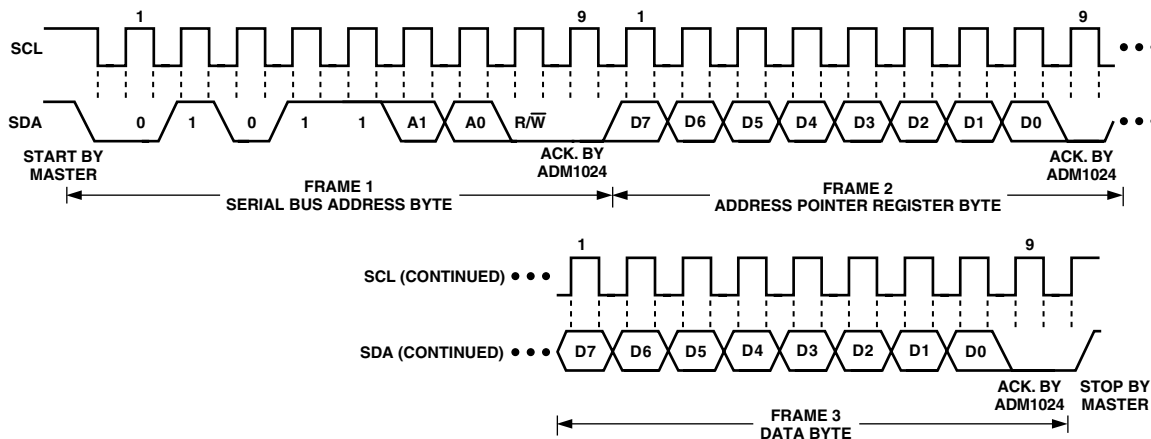 1 9 1 9
SCL
SDA 0 1 0 1 1 A1 A0 R/W̅ D7 D6 D5 D4 D3 D2 D1 D0
START BY
MASTER
ACK. BY
ADM1024
ACK. BY
ADM1024
FRAME 1
SERIAL BUS ADDRESS BYTE
FRAME 2
ADDRESS POINTER REGISTER BYTE
1 9
SCL (CONTINUED)
SDA (CONTINUED) D7 D6 D5 D4 D3 D2 D1 D0
ACK. BY
ADM1024
STOP BY
MASTER
FRAME 3
DATA BYTE